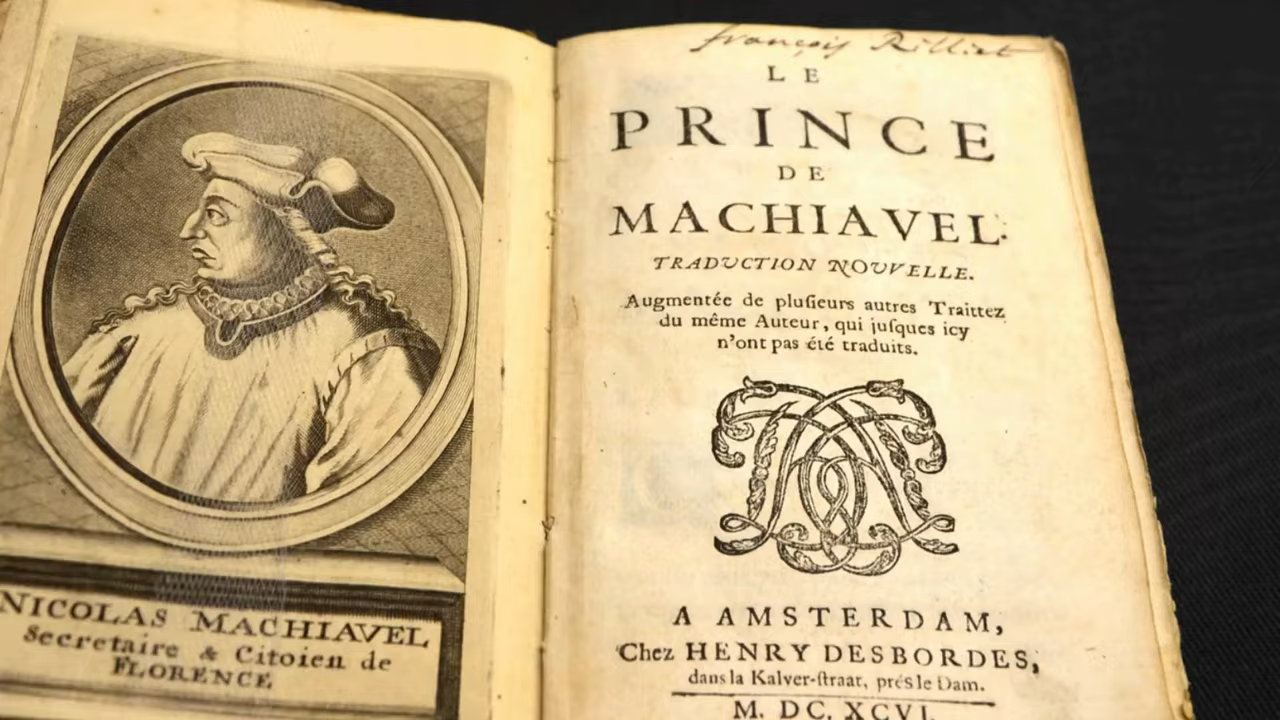 NICOLAS MACHIAVEL
Secretaire & Citoien de
FLORENCE
françois Rilliet
LE
PRINCE
DE
MACHIAVEL.
TRADVCTION NOUVELLE.
Augmentée de pluſieurs autres Traittez
du même Auteur, qui juſques icy
n'ont pas été traduits.
A AMSTERDAM,
Chez HENRY DESBORDES,
dans la Kalver-ſtraat, prés le Dam.
M. DC. XCVI.